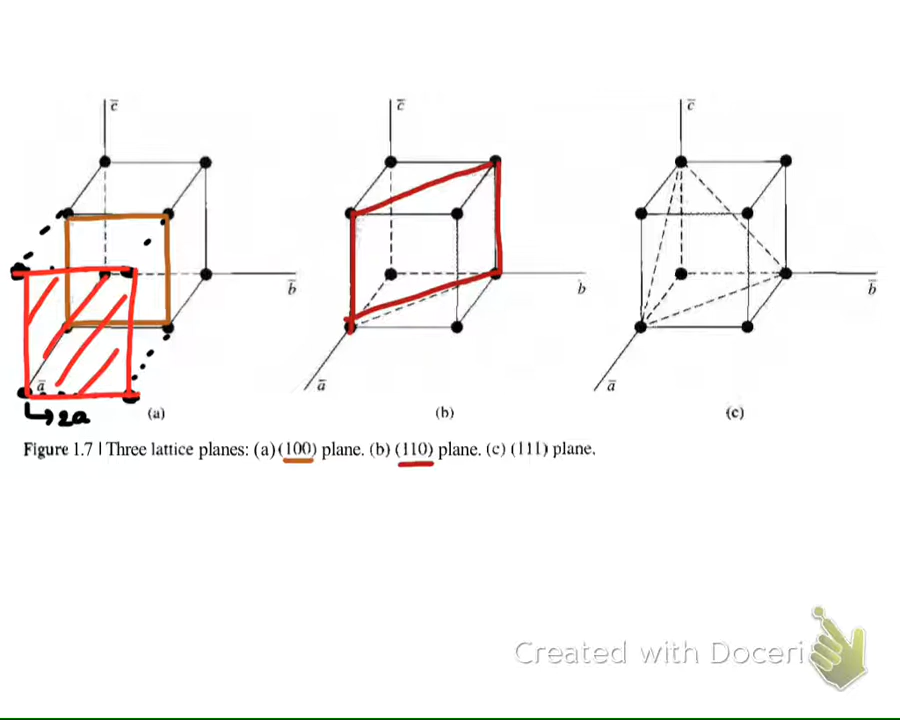 c̄ c̄ c̄
b̄ b̄ b̄
ā ā ā
↳2a
(a) (b) (c)
Figure 1.7 | Three lattice planes: (a) (100) plane. (b) (110) plane. (c) (111) plane.
Created with Doceri